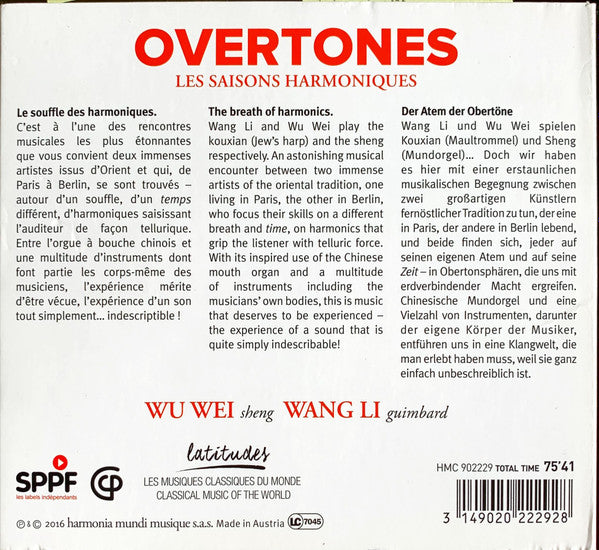 OVERTONES
LES SAISONS HARMONIQUES
Le souffle des harmoniques.
C'est à l'une des rencontres
musicales les plus étonnantes
que vous convient deux immenses
artistes issus d'Orient et qui, de
Paris à Berlin, se sont trouvés –
autour d'un souffle, d'un temps
différent, d'harmoniques saisissant
l'auditeur de façon tellurique.
Entre l'orgue à bouche chinois et
une multitude d'instruments dont
font partie les corps-même des
musiciens, l'expérience mérite
d'être vécue, l'expérience d'un son
tout simplement... indescriptible !
The breath of harmonics.
Wang Li and Wu Wei play the
kouxian (Jew's harp) and the sheng
respectively. An astonishing musical
encounter between two immense
artists of the oriental tradition, one
living in Paris, the other in Berlin,
who focus their skills on a different
breath and time, on harmonics that
grip the listener with telluric force.
With its inspired use of the Chinese
mouth organ and a multitude
of instruments including the
musicians' own bodies, this is music
that deserves to be experienced –
the experience of a sound that is
quite simply indescribable!
Der Atem der Obertöne
Wang Li und Wu Wei spielen
Kouxian (Maultrommel) und Sheng
(Mundorgel)... Doch wir haben
es hier mit einer erstaunlichen
musikalischen Begegnung zwischen
zwei großartigen Künstlern
fernöstlicher Tradition zu tun, der eine
in Paris, der andere in Berlin lebend,
und beide finden sich, jeder auf
seinen eigenen Atem und auf seine
Zeit – in Obertonsphären, die uns mit
erdverbindender Macht ergreifen.
Chinesische Mundorgel und eine
Vielzahl von Instrumenten, darunter
der eigene Körper der Musiker,
entführen uns in eine Klangwelt, die
man erlebt haben muss, weil sie ganz
einfach unbeschreiblich ist.
WU WEI sheng WANG LI guimbard
SPPF
les labels indépendants
latitudes
LES MUSIQUES CLASSIQUES DU MONDE
CLASSICAL MUSIC OF THE WORLD
HMC 902229 TOTAL TIME 75'41
3 149020 222928
℗ & © 2016 harmonia mundi musique s.a.s. Made in Austria LC 7045